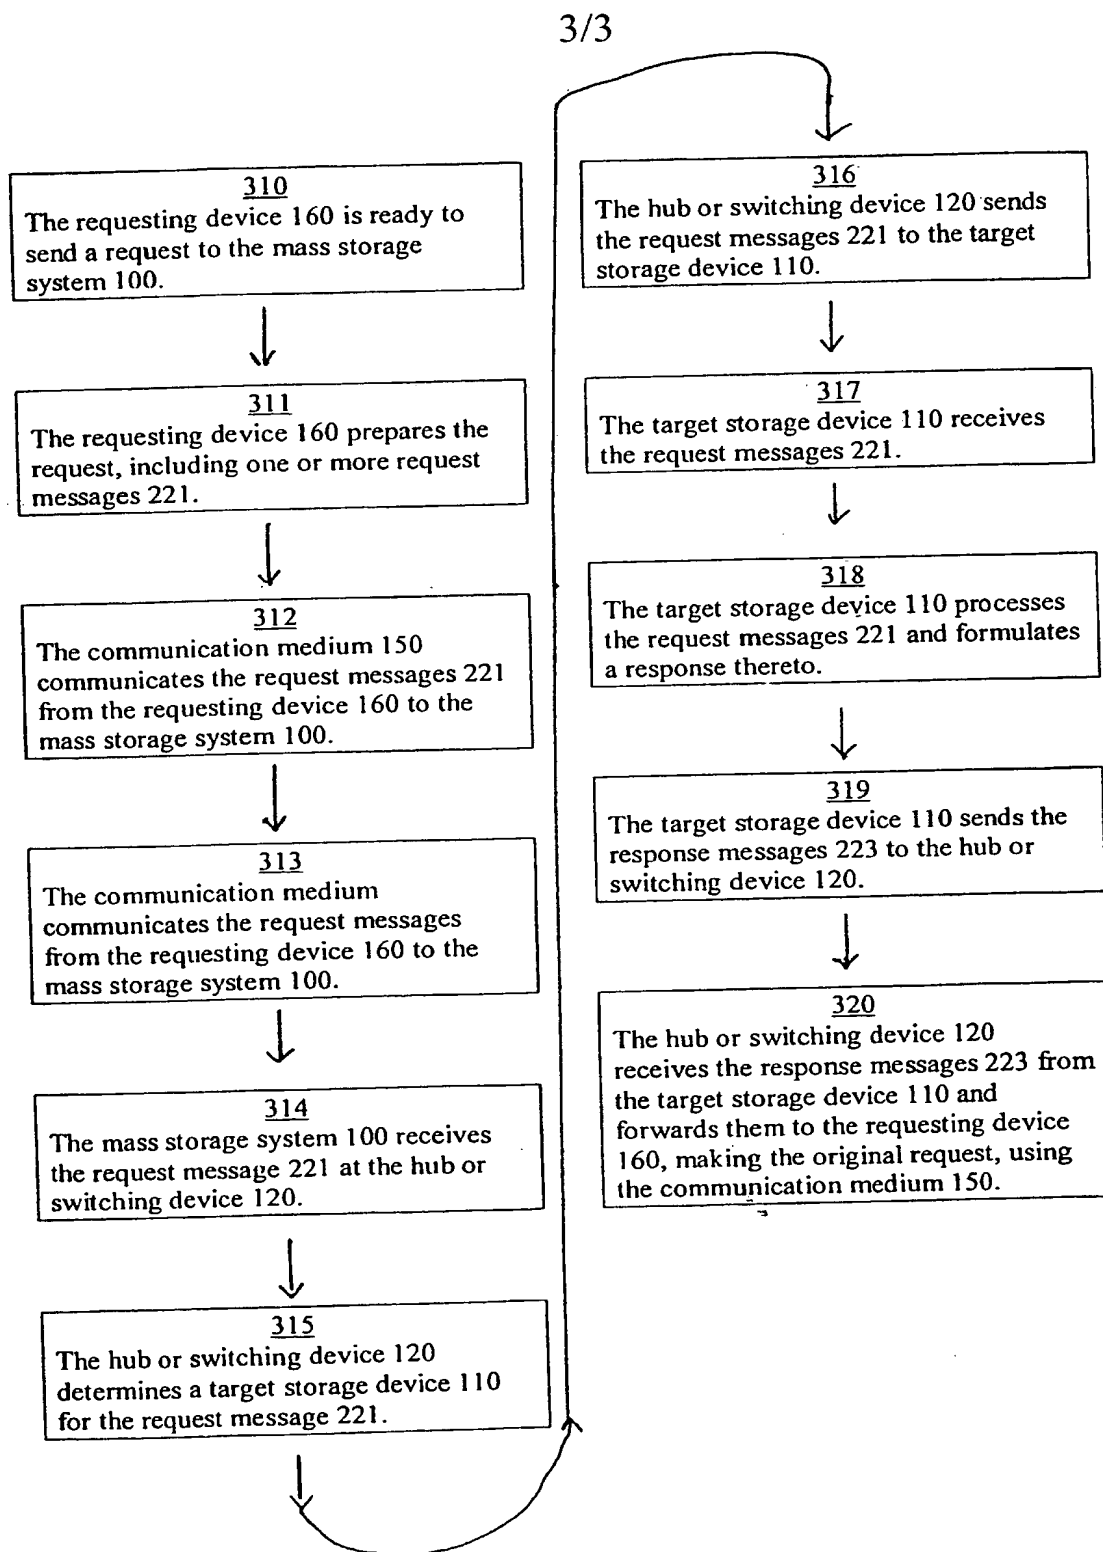 3/3
310
The requesting device 160 is ready to
send a request to the mass storage
system 100.
311
The requesting device 160 prepares the
request, including one or more request
messages 221.
312
The communication medium 150
communicates the request messages 221
from the requesting device 160 to the
mass storage system 100.
313
The communication medium
communicates the request messages
from the requesting device 160 to the
mass storage system 100.
314
The mass storage system 100 receives
the request message 221 at the hub or
switching device 120.
315
The hub or switching device 120
determines a target storage device 110
for the request message 221.
316
The hub or switching device 120 sends
the request messages 221 to the target
storage device 110.
317
The target storage device 110 receives
the request messages 221.
318
The target storage device 110 processes
the request messages 221 and formulates
a response thereto.
319
The target storage device 110 sends the
response messages 223 to the hub or
switching device 120.
320
The hub or switching device 120
receives the response messages 223 from
the target storage device 110 and
forwards them to the requesting device
160, making the original request, using
the communication medium 150.